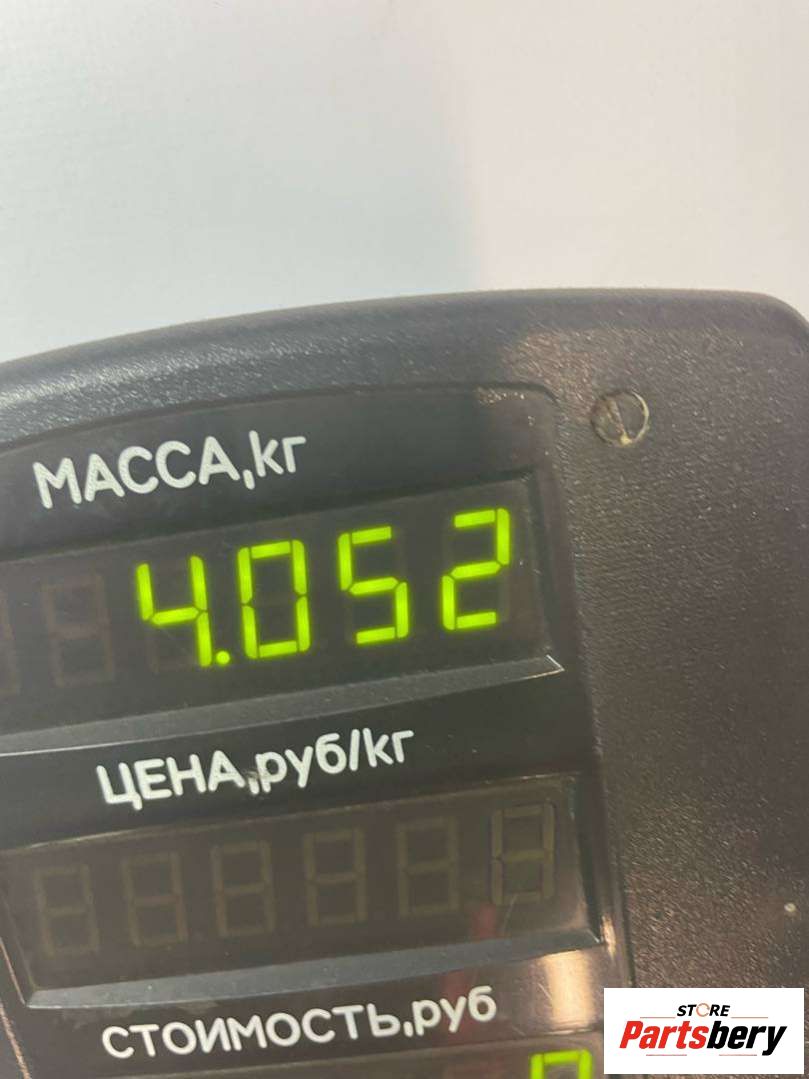 МАССА,кг
4.052
ЦЕНА,руб/кг
СТОИМОСТЬ,руб
STORE
Partsbery